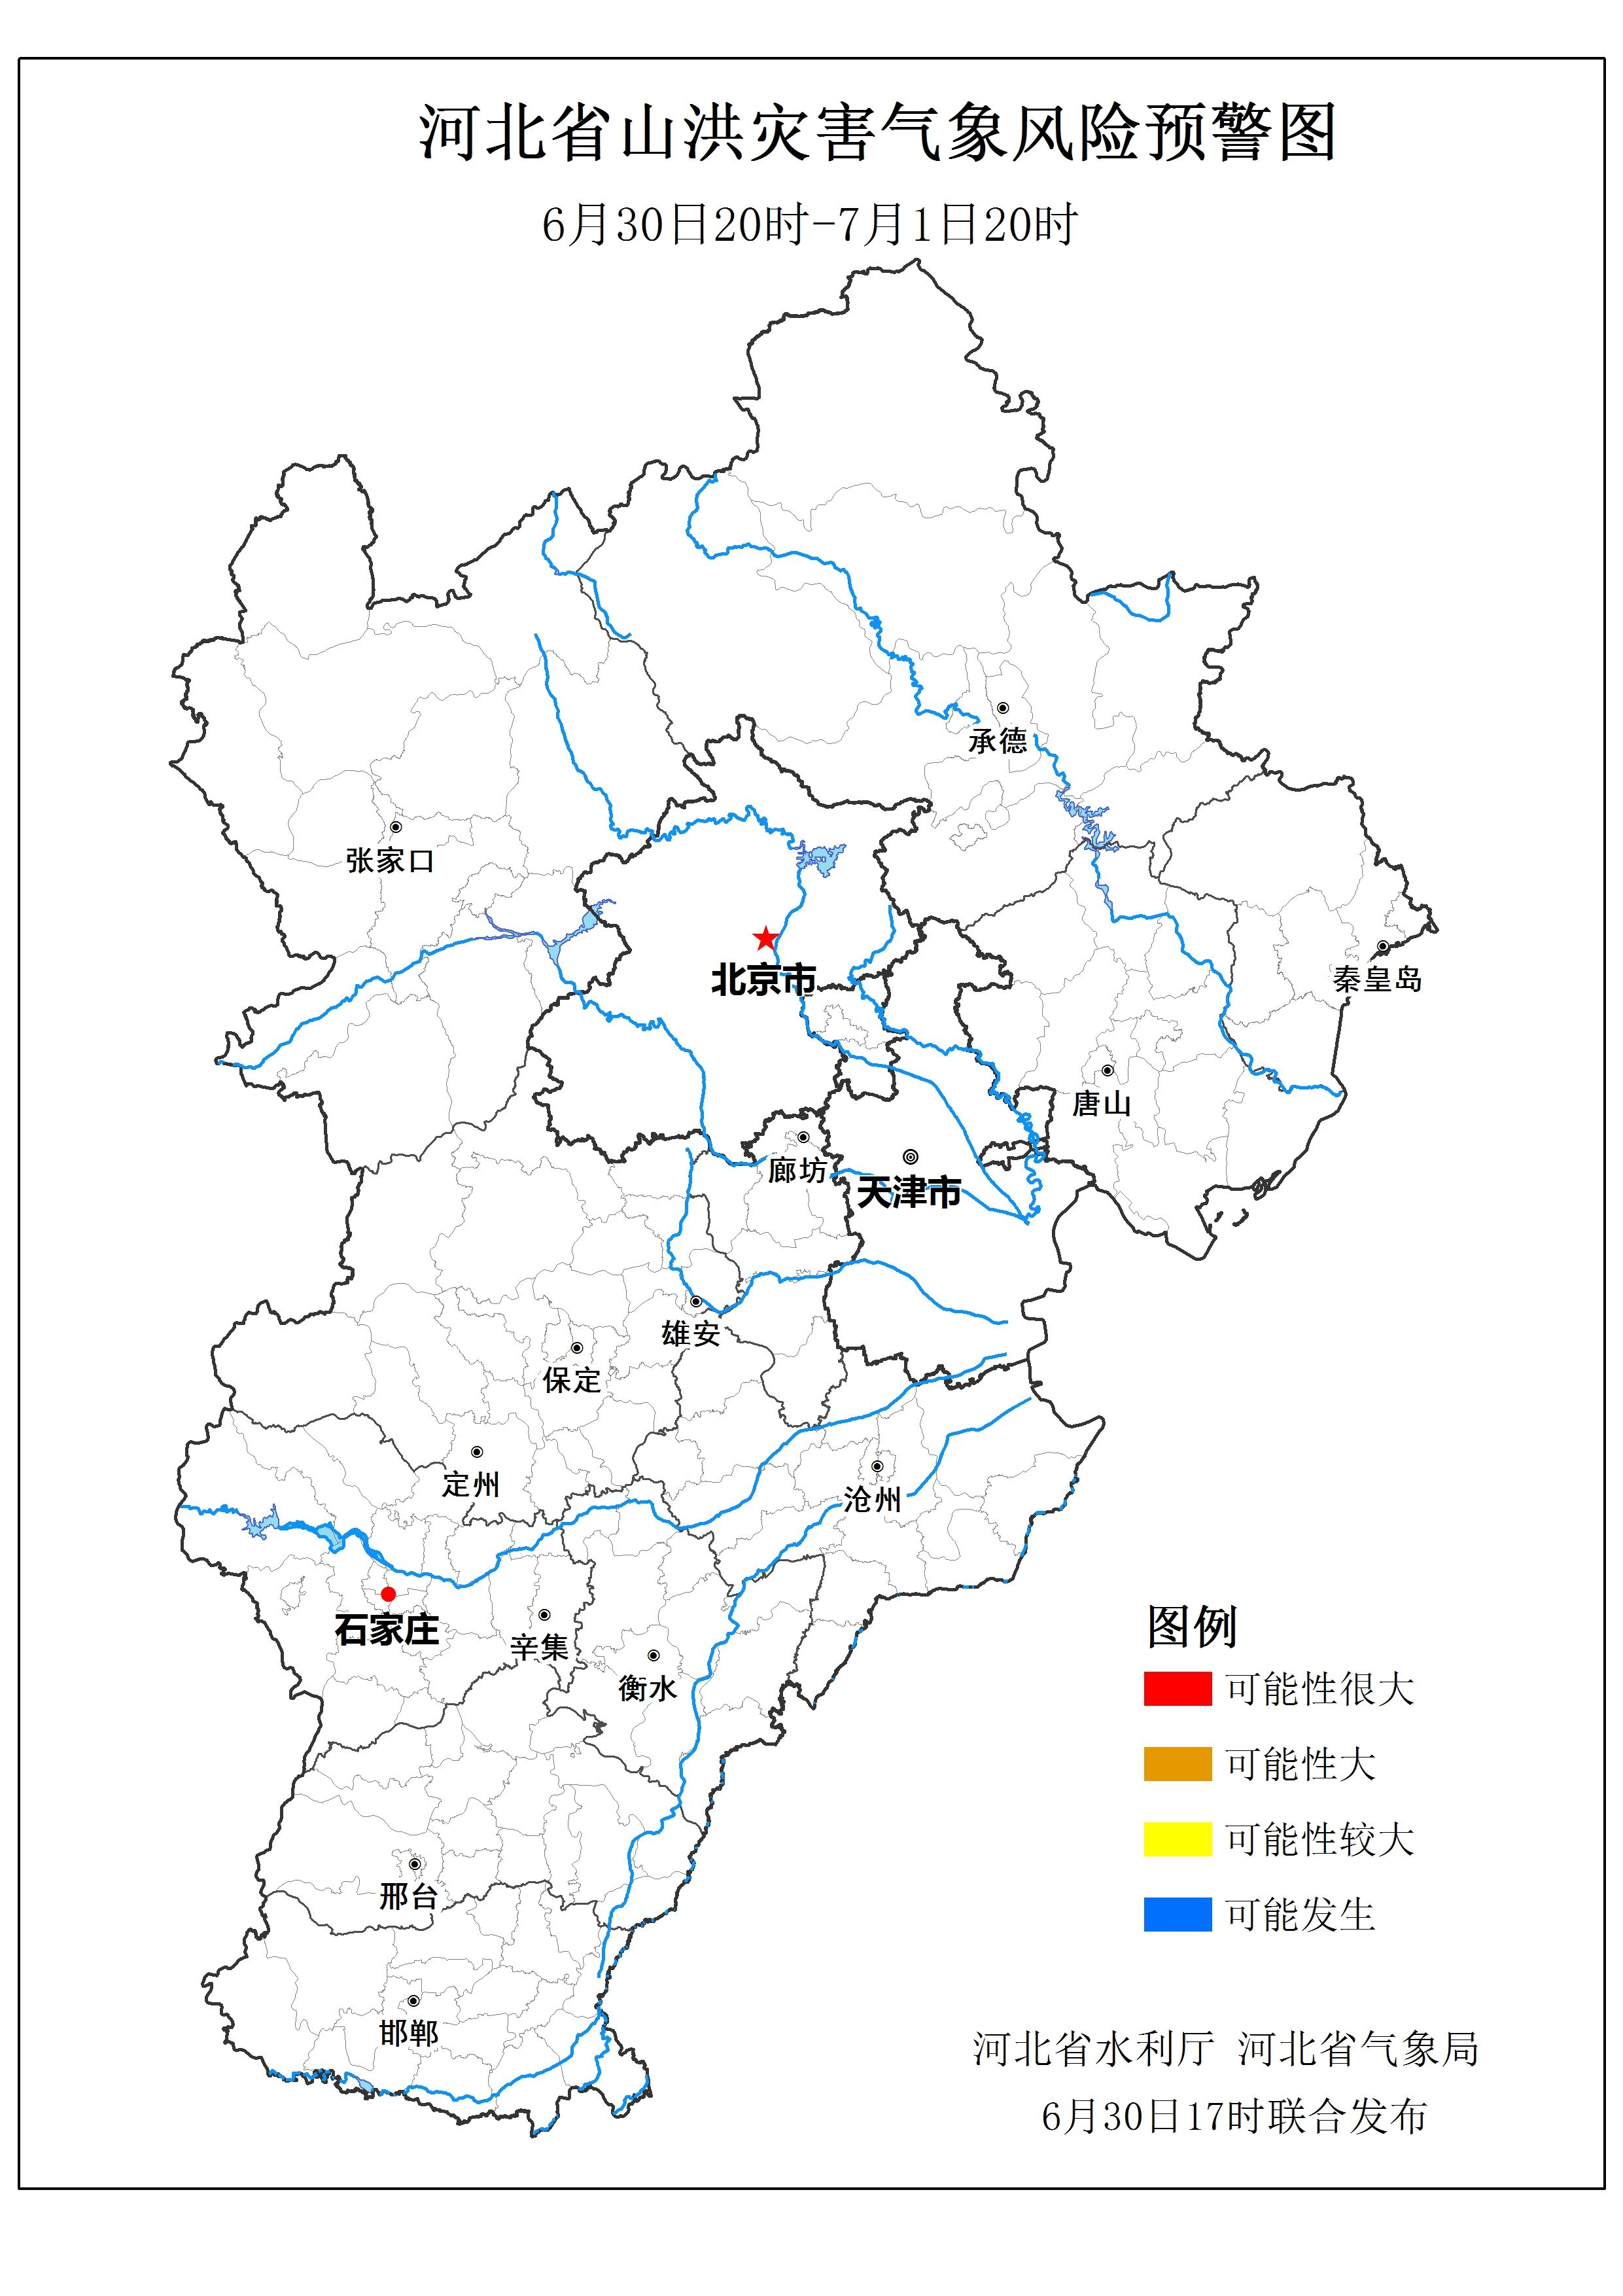 河北省山洪灾害气象风险预警图
6月30日20时-7月1日20时
承德
张家口
北京市
秦皇岛
唐山
廊坊
天津市
雄安
保定
定州
沧州
石家庄
辛集
衡水
邢台
邯郸
图例
可能性很大
可能性大
可能性较大
可能发生
河北省水利厅 河北省气象局
6月30日17时联合发布